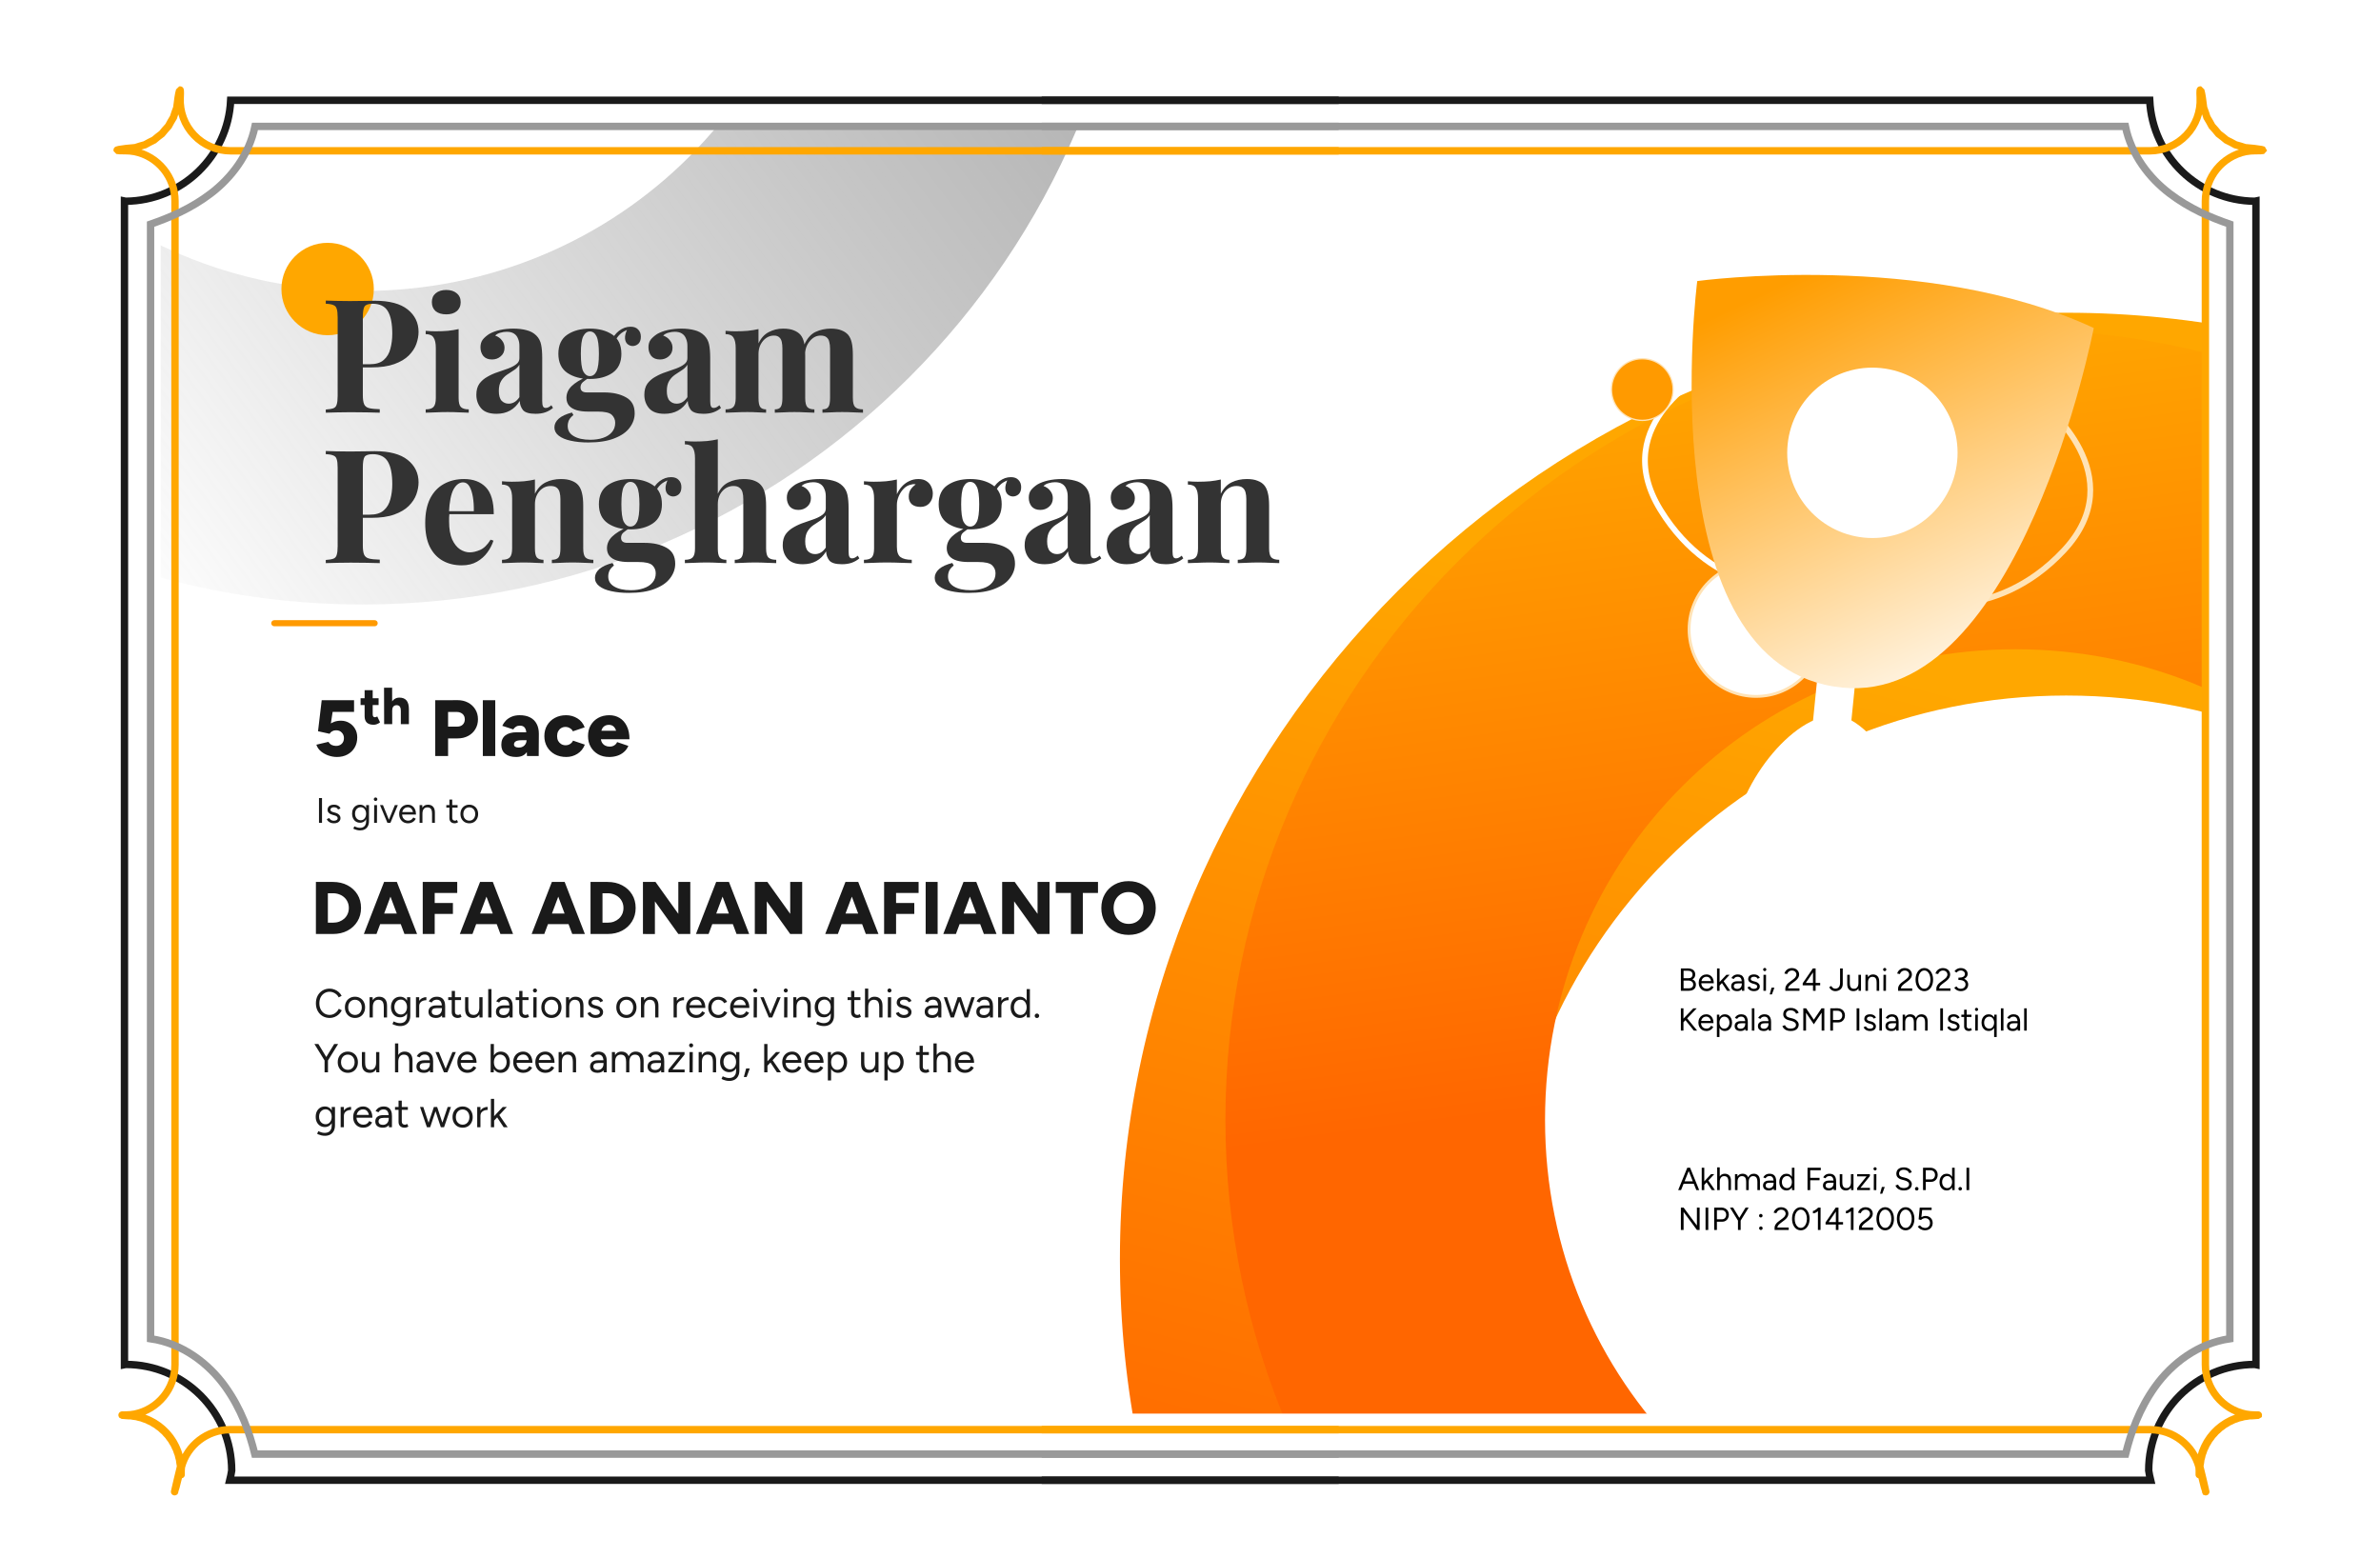 Piagam
Penghargaan
5th Place
Is given to
DAFA ADNAN AFIANTO
Congratulations on receiving this award.
You have been amazing, keep up the
great work
Bekasi, 24 Juni 2023
Kepala SMP Islam Istiqlal
Akhmad Fauzi, S.Pd.I
NIPY : 201412005